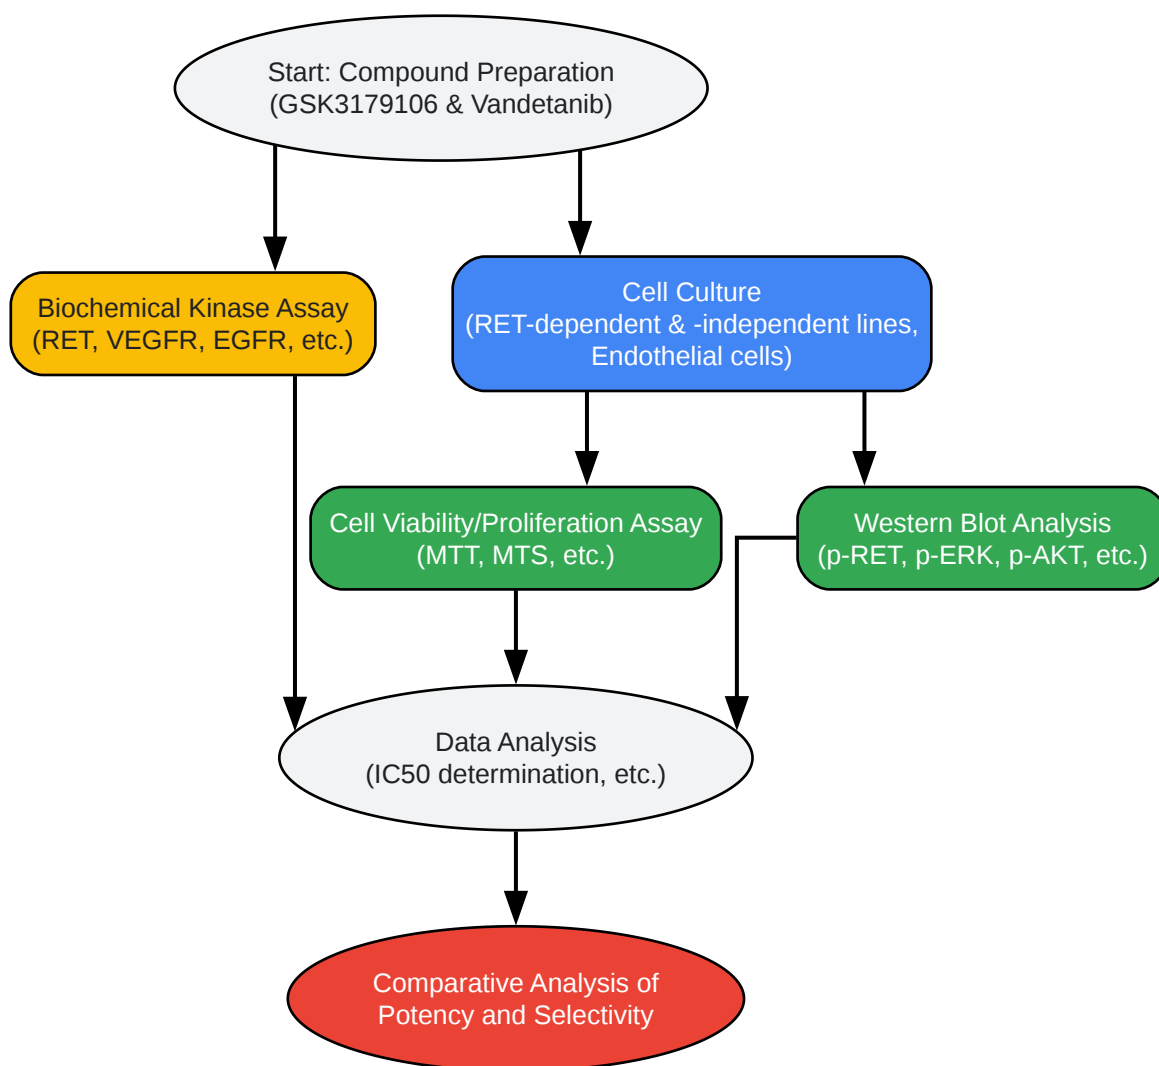 Start: Compound Preparation
(GSK3179106 & Vandetanib)
Biochemical Kinase Assay
(RET, VEGFR, EGFR, etc.)
Cell Culture
(RET-dependent & -independent lines,
Endothelial cells)
Cell Viability/Proliferation Assay
(MTT, MTS, etc.)
Western Blot Analysis
(p-RET, p-ERK, p-AKT, etc.)
Data Analysis
(IC50 determination, etc.)
Comparative Analysis of
Potency and Selectivity